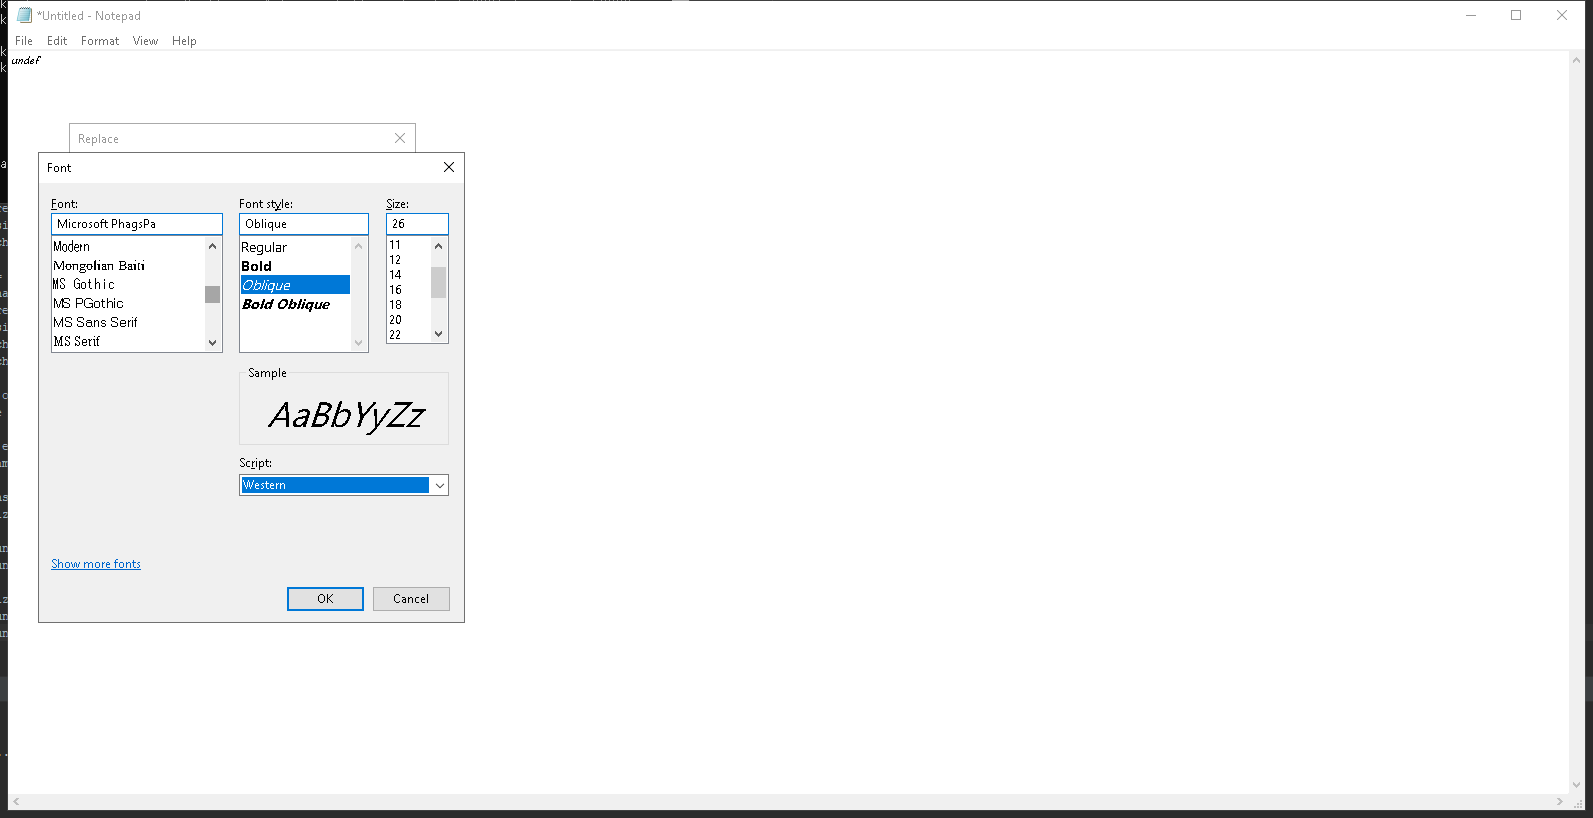 *Untitled - Notepad
File Edit Format View Help
undef
Replace
Font
Font: Font style: Size:
Microsoft PhagsPa Oblique 26
Modern
Mongolian Baiti
MS Gothic
MS PGothic
MS Sans Serif
MS Serif
Regular
Bold
Oblique
Bold Oblique
11
12
14
16
18
20
22
Sample
AaBbYyZz
Script:
Western
Show more fonts
OK Cancel